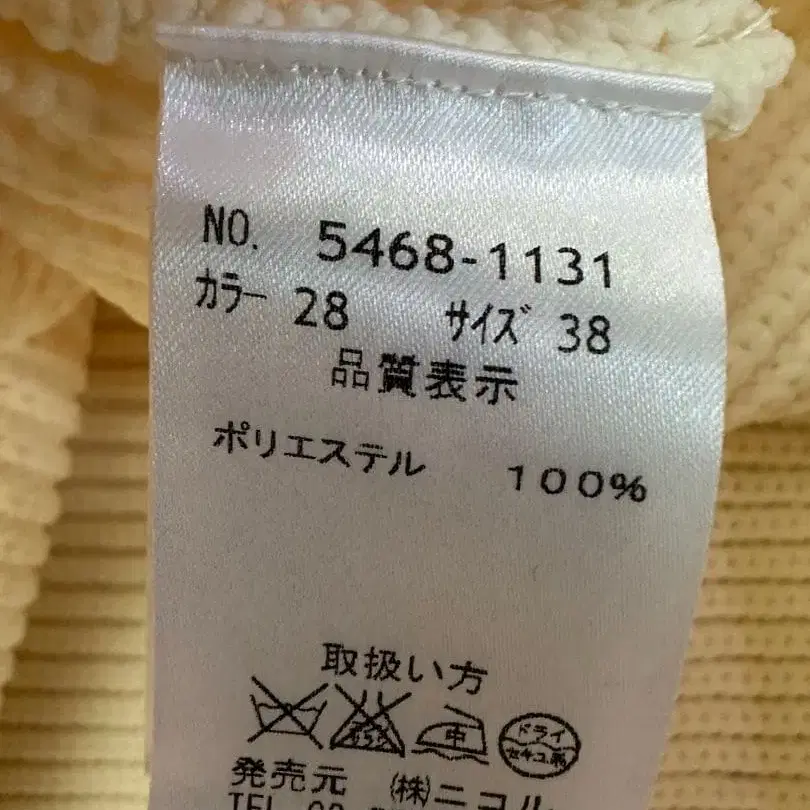 NO. 5468-1131
カラー 28 サイズ 38
品質表示
ポリエステル 100%
取扱い方
中 ドライ
セキユ系
発売元 (株)ニコル
TEL